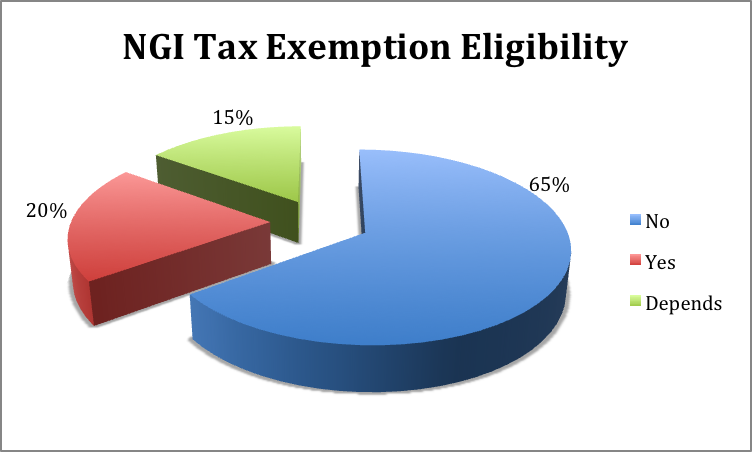 NGI Tax Exemption Eligibility
15%
65%
20%
No
Yes
Depends